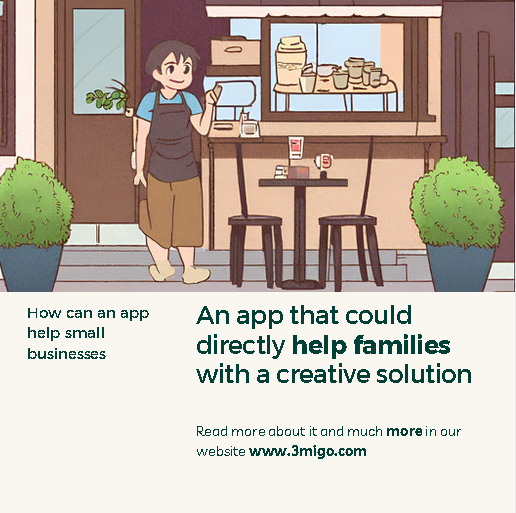 How can an app
help small
businesses
An app that could
directly help families
with a creative solution
Read more about it and much more in our
website www.3migo.com